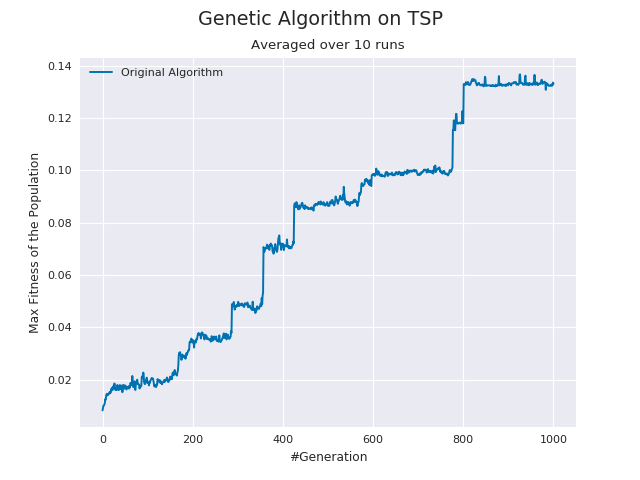 Genetic Algorithm on TSP
Averaged over 10 runs
Original Algorithm
Max Fitness of the Population
0.14
0.12
0.10
0.08
0.06
0.04
0.02
0 200 400 600 800 1000
#Generation